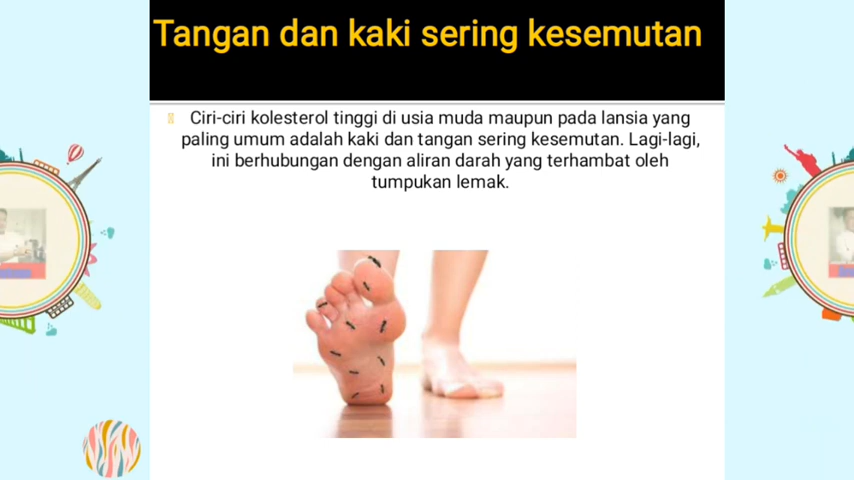 Tangan dan kaki sering kesemutan
Ciri-ciri kolesterol tinggi di usia muda maupun pada lansia yang
paling umum adalah kaki dan tangan sering kesemutan. Lagi-lagi,
ini berhubungan dengan aliran darah yang terhambat oleh
tumpukan lemak.